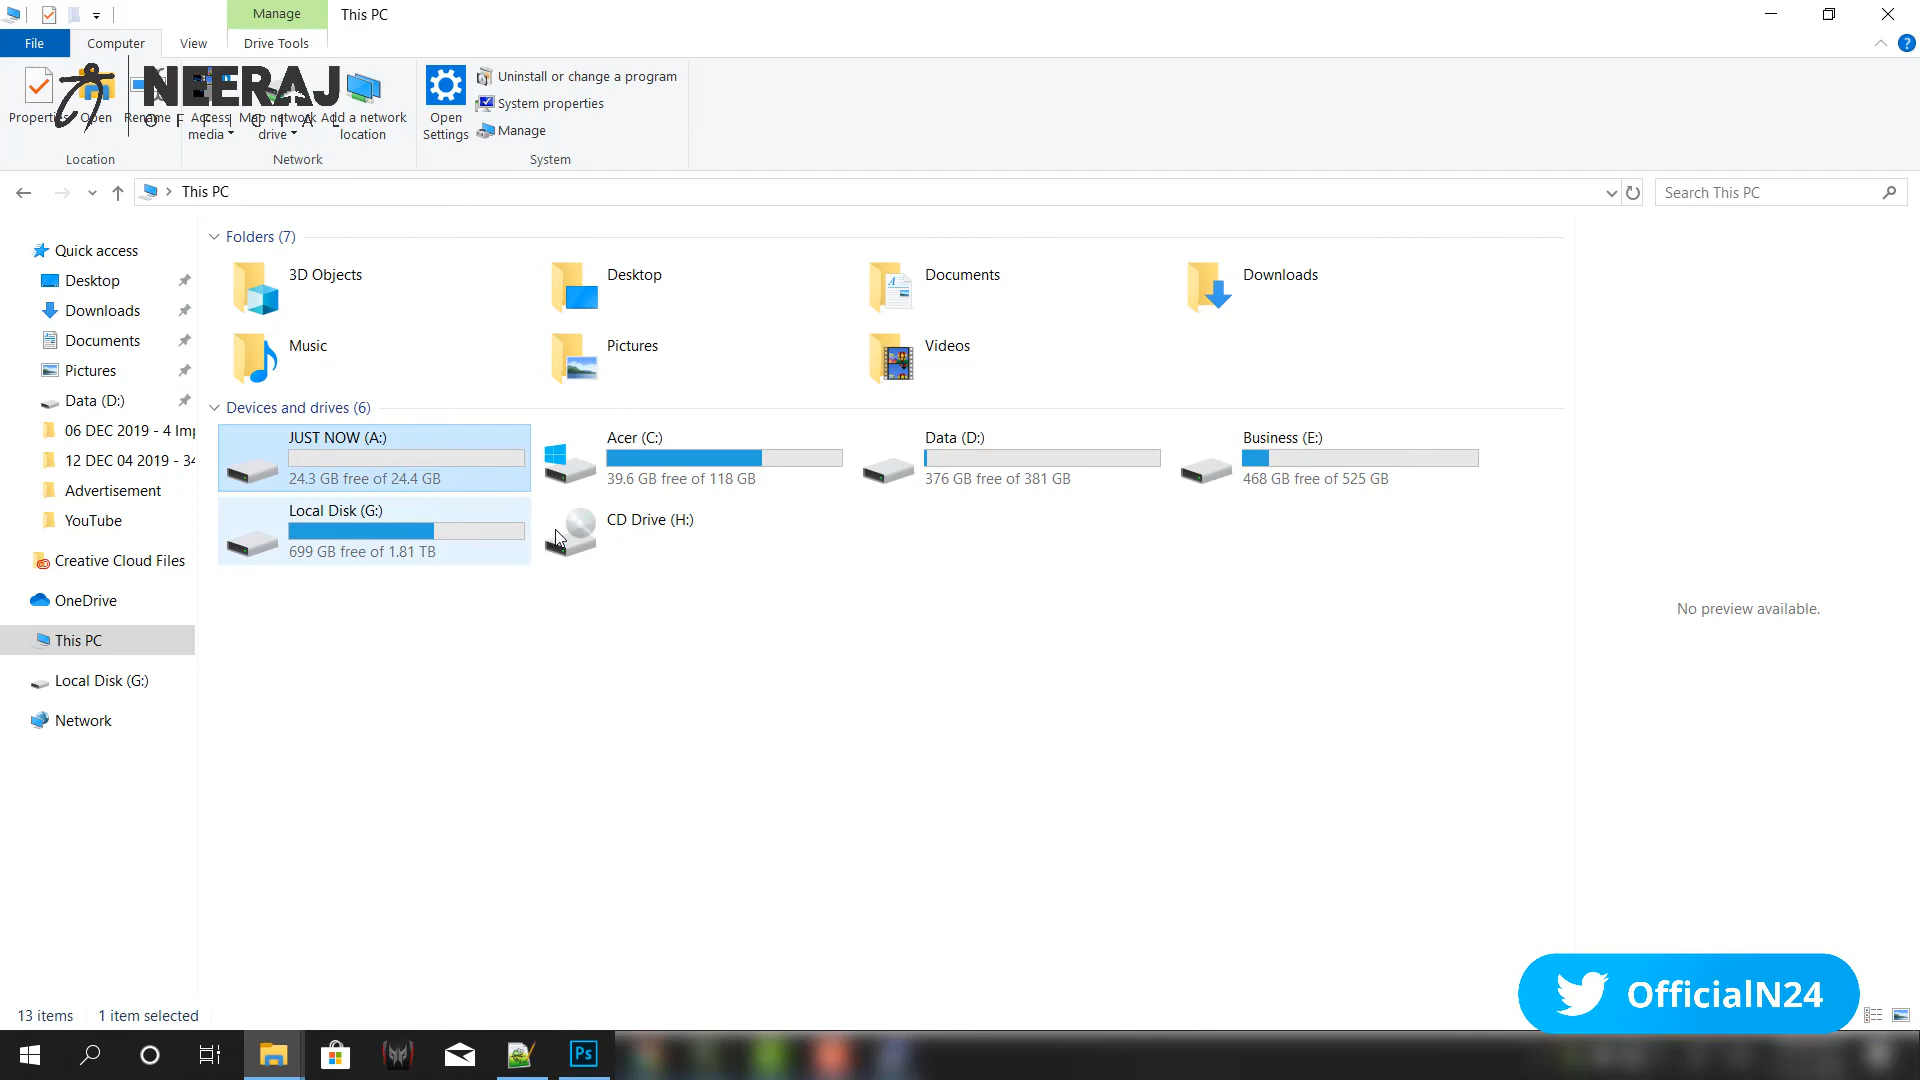 Manage
This PC
File
Computer
View
Drive Tools
NEERAJ
OFFICIAL
Properties
Open
Rename
Access media
Map network drive
Add a network location
Open Settings
Uninstall or change a program
System properties
Manage
Location
Network
System
This PC
Search This PC
Quick access
Desktop
Downloads
Documents
Pictures
Data (D:)
06 DEC 2019 - 4 Imp
12 DEC 04 2019 - 34
Advertisement
YouTube
Creative Cloud Files
OneDrive
This PC
Local Disk (G:)
Network
Folders (7)
3D Objects
Desktop
Documents
Downloads
Music
Pictures
Videos
Devices and drives (6)
JUST NOW (A:)
24.3 GB free of 24.4 GB
Acer (C:)
39.6 GB free of 118 GB
Data (D:)
376 GB free of 381 GB
Business (E:)
468 GB free of 525 GB
Local Disk (G:)
699 GB free of 1.81 TB
CD Drive (H:)
No preview available.
13 items
1 item selected
OfficialN24
Ps